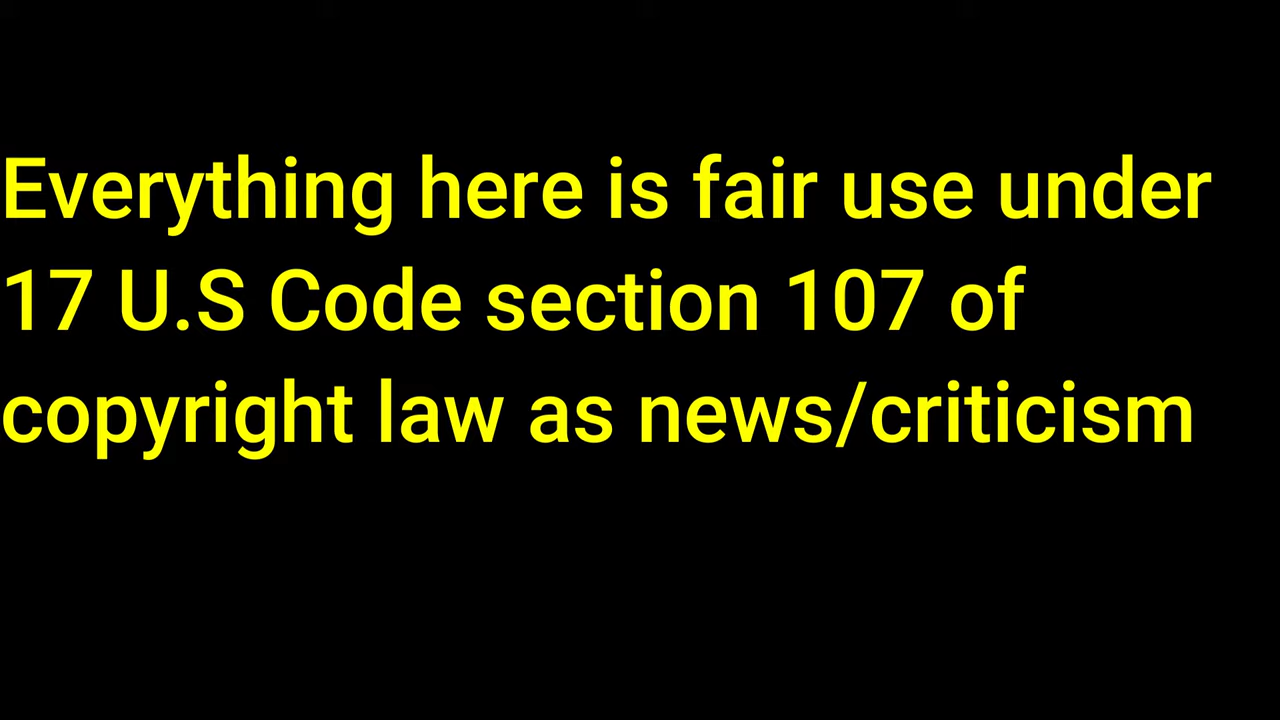 Everything here is fair use under
17 U.S Code section 107 of
copyright law as news/criticism